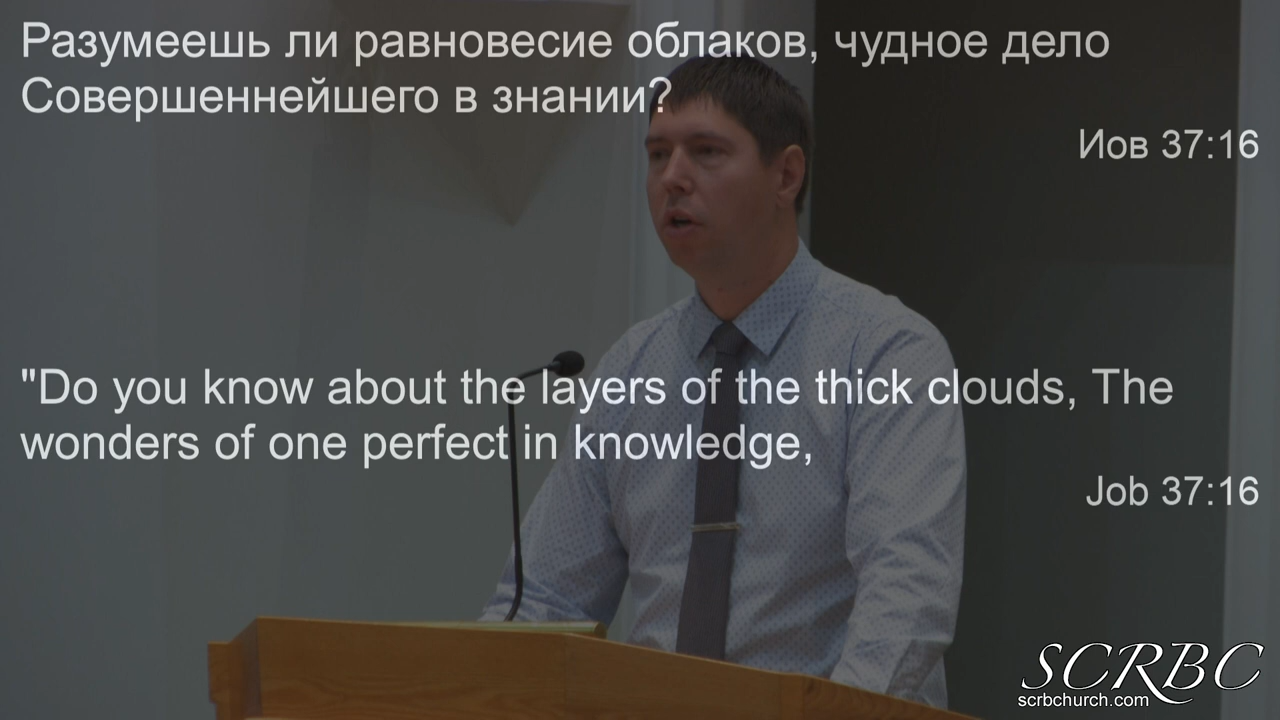 Разумеешь ли равновесие облаков, чудное дело
Совершеннейшего в знании?
Иов 37:16
"Do you know about the layers of the thick clouds, The
wonders of one perfect in knowledge,
Job 37:16
SCRBC
scrbchurch.com